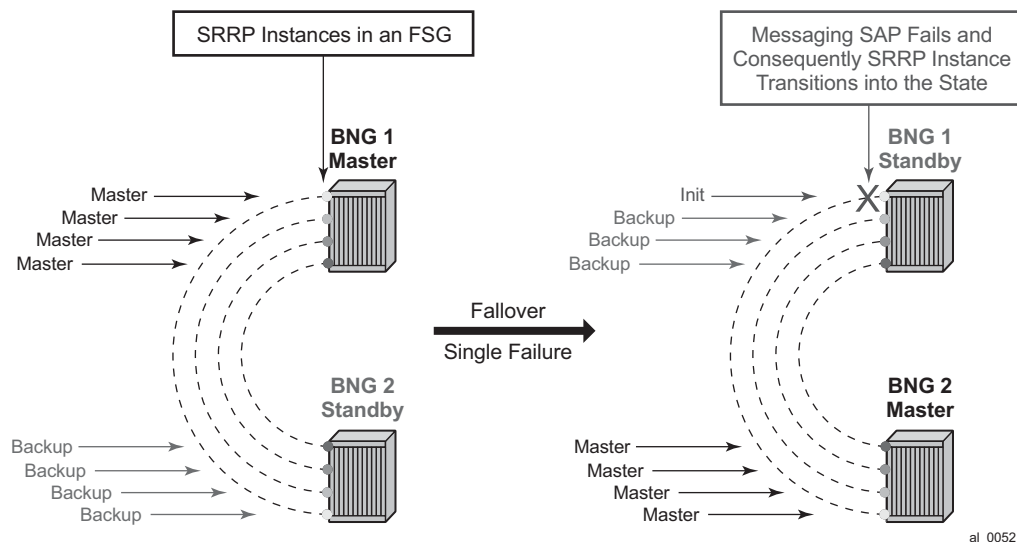 SRRP Instances in an FSG
Messaging SAP Fails and
Consequently SRRP Instance
Transitions into the State
BNG 1
Master
BNG 1
Standby
Master
Master
Master
Master
Init
Backup
Backup
Backup
X
Fallover
Single Failure
BNG 2
Standby
BNG 2
Master
Backup
Backup
Backup
Backup
Master
Master
Master
Master
al_0052